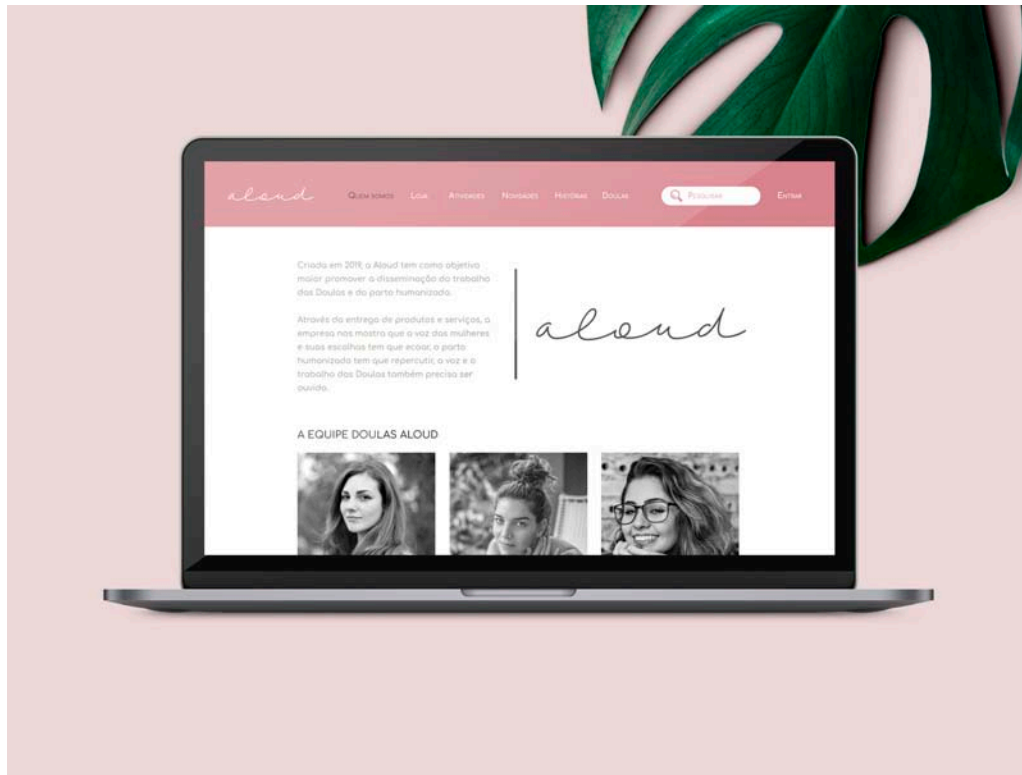 aloud
Quem somos Loja Atividades Novidades Histórias Doulas Pesquisar Entrar
Criada em 2019, a Aloud tem como objetivo
maior promover a disseminação do trabalho
das Doulas e do parto humanizado.
Através da entrega de produtos e serviços, a
empresa nos mostra que a voz das mulheres
e suas escolhas tem que ecoar, o parto
humanizado tem que repercutir, a voz e o
trabalho das Doulas também precisa ser
ouvido.
aloud
A EQUIPE DOULAS ALOUD